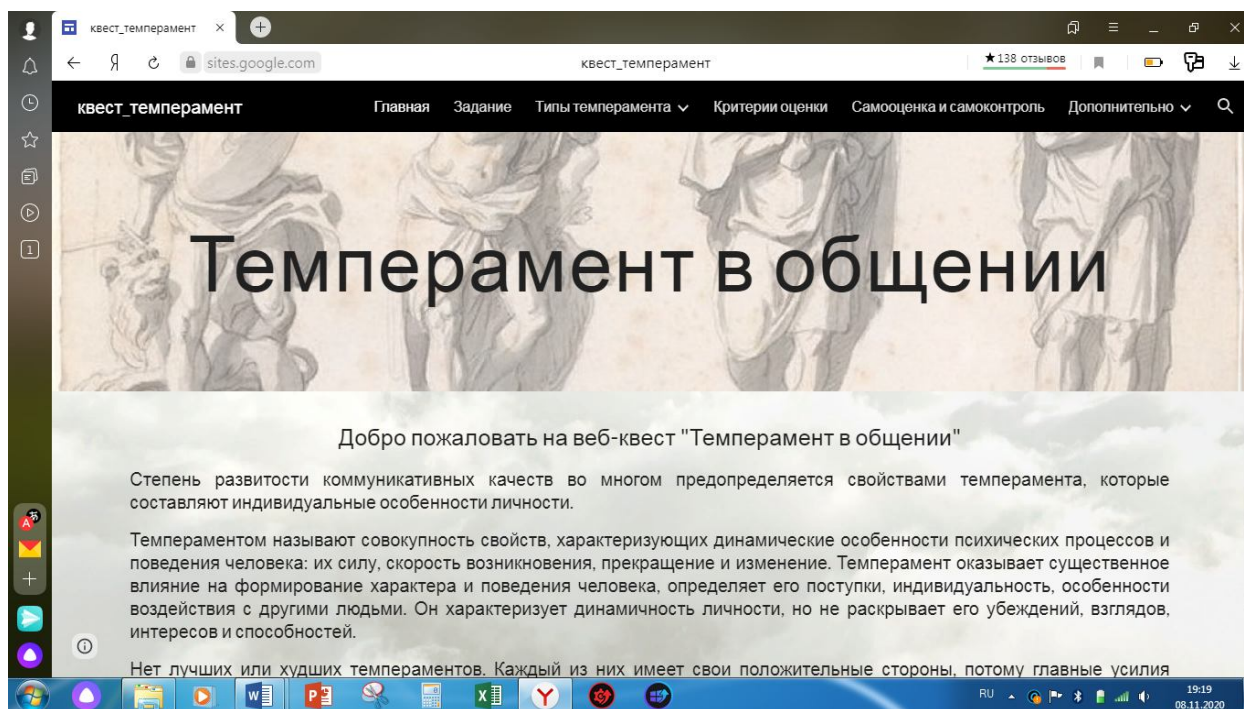 квест_темперамент
sites.google.com
квест_темперамент
★138 отзывов
квест_темперамент
Главная
Задание
Типы темперамента
Критерии оценки
Самооценка и самоконтроль
Дополнительно
1
Темперамент в общении
Добро пожаловать на веб-квест "Темперамент в общении"
Степень развитости коммуникативных качеств во многом предопределяется свойствами темперамента, которые
составляют индивидуальные особенности личности.
Темпераментом называют совокупность свойств, характеризующих динамические особенности психических процессов и
поведения человека: их силу, скорость возникновения, прекращение и изменение. Темперамент оказывает существенное
влияние на формирование характера и поведения человека, определяет его поступки, индивидуальность, особенности
воздействия с другими людьми. Он характеризует динамичность личности, но не раскрывает его убеждений, взглядов,
интересов и способностей.
Нет лучших или худших темпераментов. Каждый из них имеет свои положительные стороны, потому главные усилия
RU
19:19
08.11.2020